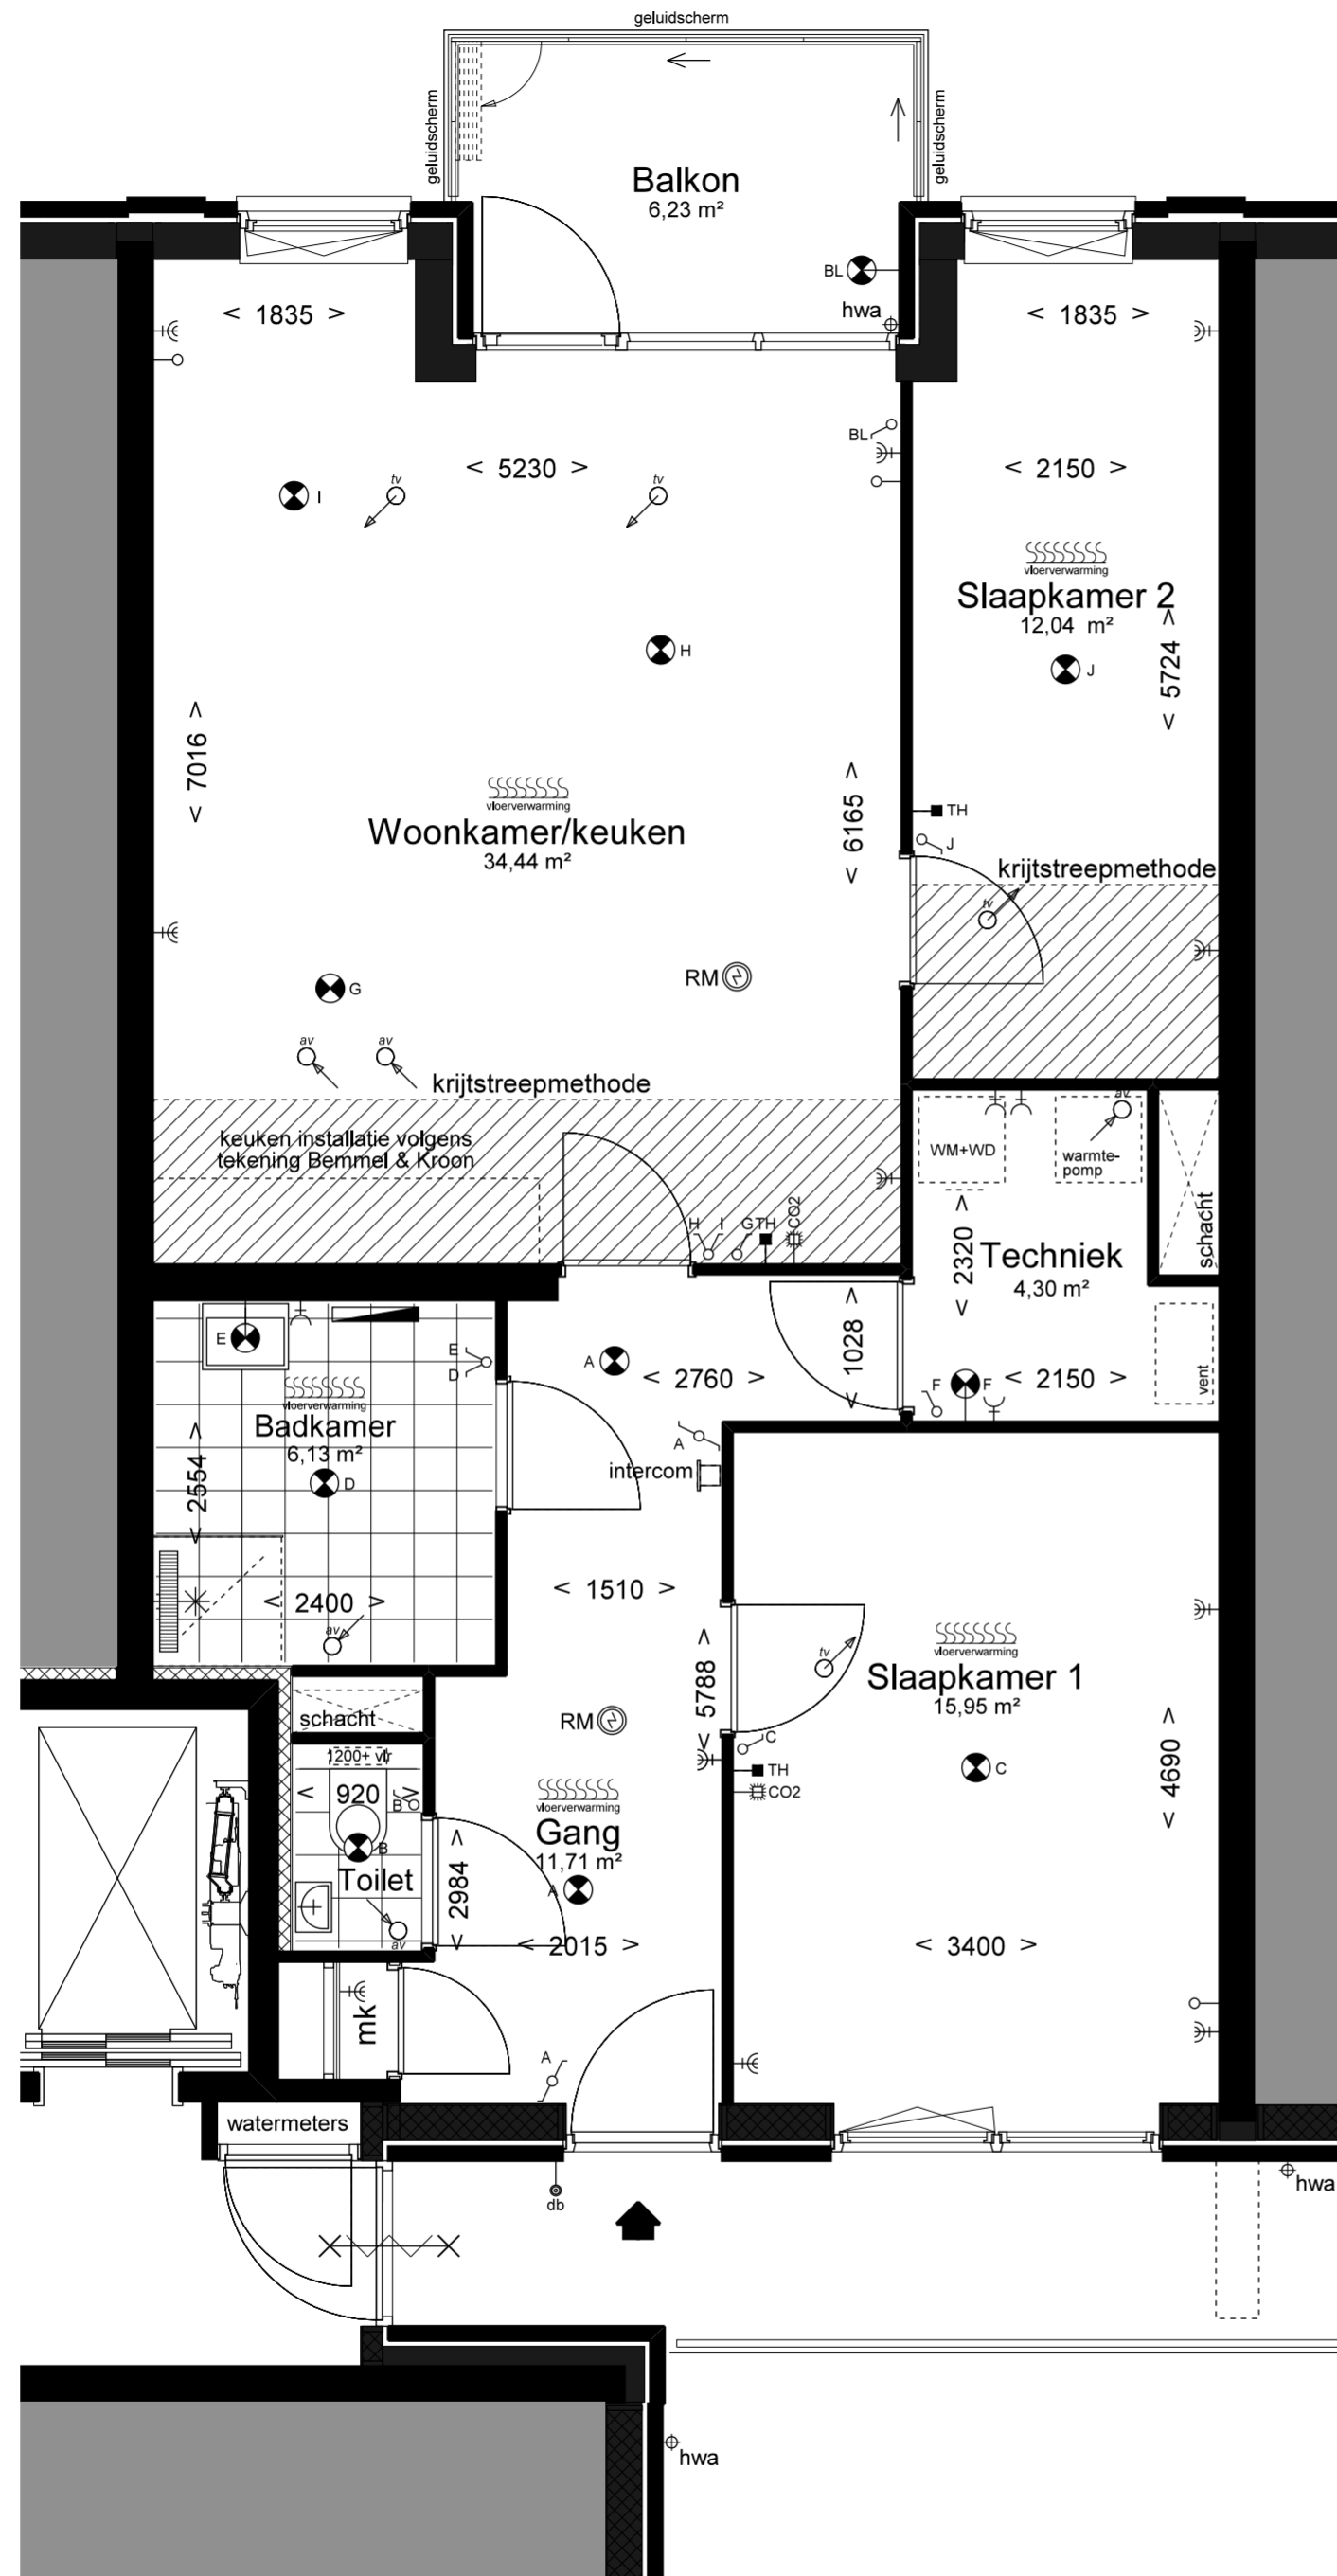 geluidscherm
geluidscherm
geluidscherm
Balkon
6,23 m²
BL
hwa
< 1835 >
< 1835 >
BL
< 5230 >
< 2150 >
tv
tv
I
vloerverwarming
Slaapkamer 2
12,04 m²
J
< 5724 >
H
< 7016 >
vloerverwarming
Woonkamer/keuken
34,44 m²
< 6165 >
TH
J
krijtstreepmethode
tv
RM
G
av
av
krijtstreepmethode
keuken installatie volgens
tekening Bemmel & Kroon
H
I
G
TH
CO2
WM+WD
av
warmte-
pomp
schacht
< 2320 >
Techniek
4,30 m²
E
E
D
A
< 2760 >
< 1028 >
F
F
< 2150 >
vent
vloerverwarming
Badkamer
6,13 m²
D
< 2554 >
A
intercom
< 2400 >
av
< 1510 >
vloerverwarming
Slaapkamer 1
15,95 m²
tv
< 5788 >
schacht
RM
C
TH
CO2
C
< 4690 >
1200+ vlr
< 920 >
B
B
Toilet
av
vloerverwarming
Gang
11,71 m²
A
< 2984 >
< 2015 >
< 3400 >
mk
A
watermeters
db
hwa
hwa